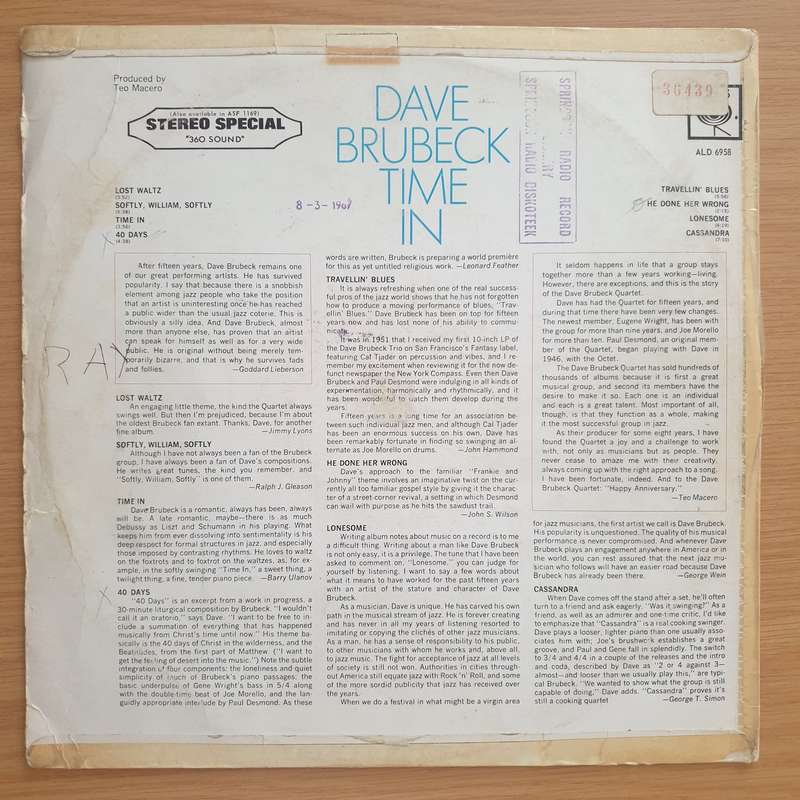 Produced by
Teo Macero
(Also available in ASP 1169)
STEREO SPECIAL
"360 SOUND"
DAVE
BRUBECK
TIME
IN
SPRINGBOK RADIO RECORD
SPRINGBOK RADIO DISKOTEEK
36439
ALD 6958
LOST WALTZ
SOFTLY, WILLIAM, SOFTLY
TIME IN
40 DAYS
8-3-1967
TRAVELLIN' BLUES
HE DONE HER WRONG
LONESOME
CASSANDRA
RAY
After fifteen years, Dave Brubeck remains one
of our great performing artists. He has survived
popularity. I say that because there is a snobbish
element among jazz people who take the position
that an artist is uninteresting once he has reached
a public wider than the usual jazz coterie. This is
obviously a silly idea. And Dave Brubeck, almost
more than anyone else, has proven that an artist
can speak for himself as well as for a very wide
public. He is original without being merely tem-
porarily bizarre, and that is why he survives fads
and follies. —Goddard Lieberson
LOST WALTZ
An engaging little theme, the kind the Quartet always
swings well. But then I'm prejudiced, because I'm about
the oldest Brubeck fan extant. Thanks, Dave, for another
fine album. —Jimmy Lyons
SOFTLY, WILLIAM, SOFTLY
Although I have not always been a fan of the Brubeck
group, I have always been a fan of Dave's compositions.
He writes great tunes, the kind you remember, and
"Softly, William, Softly" is one of them.
—Ralph J. Gleason
TIME IN
Dave Brubeck is a romantic, always has been, always
will be. A late romantic, maybe—there is as much
Debussy as Liszt and Schumann in his playing. What
keeps him from ever dissolving into sentimentality is his
deep respect for formal structures in jazz, and especially
those imposed by contrasting rhythms. He loves to waltz
on the foxtrots and to foxtrot on the waltzes, as, for ex-
ample, in the softly swinging "Time In," a sweet thing, a
twilight thing, a fine, tender piano piece. —Barry Ulanov
40 DAYS
"40 Days" is an excerpt from a work in progress, a
30-minute liturgical composition by Brubeck. "I wouldn't
call it an oratorio," says Dave. "I want to be free to in-
clude a summation of everything that has happened
musically from Christ's time until now." His theme ba-
sically is the 40 days of Christ in the wilderness, and the
Beatitudes, from the first part of Matthew. ("I want to
get the feeling of desert into the music.") Note the subtle
integration of four components: the loneliness and quiet
simplicity of much of Brubeck's piano passages; the
basic underpulse of Gene Wright's bass in 5/4 along
with the double-time beat of Joe Morello, and the lan-
guidly appropriate interlude by Paul Desmond. As these
words are written, Brubeck is preparing a world première
for this as yet untitled religious work. —Leonard Feather
TRAVELLIN' BLUES
It is always refreshing when one of the real success-
ful pros of the jazz world shows that he has not forgotten
how to produce a moving performance of blues, "Trav-
ellin' Blues." Dave Brubeck has been on top for fifteen
years now and has lost none of his ability to commu-
nicate.
It was in 1951 that I received my first 10-inch LP of
the Dave Brubeck Trio on San Francisco's Fantasy label,
featuring Cal Tjader on percussion and vibes, and I re-
member my excitement when reviewing it for the now de-
funct newspaper the New York Compass. Even then Dave
Brubeck and Paul Desmond were indulging in all kinds of
experimentation, harmonically and rhythmically, and it
has been wonderful to watch them develop during the
years.
Fifteen years is a long time for an association be-
tween such individual jazz men, and although Cal Tjader
has been an enormous success on his own, Dave has
been remarkably fortunate in finding so swinging an al-
ternate as Joe Morello on drums. —John Hammond
HE DONE HER WRONG
Dave's approach to the familiar "Frankie and
Johnny" theme involves an imaginative twist on the cur-
rently all too familiar gospel style by giving it the charac-
ter of a street-corner revival, a setting in which Desmond
can wail with purpose as he hits the sawdust trail.
—John S. Wilson
LONESOME
Writing album notes about music on a record is to me
a difficult thing. Writing about a man like Dave Brubeck
is not only easy, it is a privilege. The tune that I have been
asked to comment on, "Lonesome," you can judge for
yourself by listening. I want to say a few words about
what it means to have worked for the past fifteen years
with an artist of the stature and character of Dave
Brubeck.
As a musician, Dave is unique. He has carved his own
path in the musical stream of jazz. He is forever creating
and has never in all my years of listening resorted to
imitating or copying the clichés of other jazz musicians.
As a man, he has a sense of responsibility to his public,
to other musicians with whom he works and, above all,
to jazz music. The fight for acceptance of jazz at all levels
of society is still not won. Authorities in cities through-
out America still equate jazz with Rock 'n' Roll, and some
of the more sordid publicity that jazz has received over
the years.
When we do a festival in what might be a virgin area
It seldom happens in life that a group stays
together more than a few years working—living.
However, there are exceptions, and this is the story
of the Dave Brubeck Quartet.
Dave has had the Quartet for fifteen years, and
during that time there have been very few changes.
The newest member, Eugene Wright, has been with
the group for more than nine years, and Joe Morello
for more than ten. Paul Desmond, an original mem-
ber of the Quartet, began playing with Dave in
1946, with the Octet.
The Dave Brubeck Quartet has sold hundreds of
thousands of albums because it is first a great
musical group, and second its members have the
desire to make it so. Each one is an individual
and each is a great talent. Most important of all,
though, is that they function as a whole, making
it the most successful group in jazz.
As their producer for some eight years, I have
found the Quartet a joy and a challenge to work
with, not only as musicians but as people. They
never cease to amaze me with their creativity,
always coming up with the right approach to a song.
I have been fortunate, indeed. And to the Dave
Brubeck Quartet: "Happy Anniversary."
—Teo Macero
for jazz musicians, the first artist we call is Dave Brubeck.
His popularity is unquestioned. The quality of his musical
performance is never compromised. And whenever Dave
Brubeck plays an engagement anywhere in America or in
the world, you can rest assured that the next jazz mu-
sician who follows will have an easier road because Dave
Brubeck has already been there. —George Wein
CASSANDRA
When Dave comes off the stand after a set, he'll often
turn to a friend and ask eagerly. "Was it swinging?" As a
friend, as well as an admirer and one-time critic, I'd like
to emphasize that "Cassandra" is a real cooking swinger.
Dave plays a looser, lighter piano than one usually asso-
ciates him with; Joe's brushwork establishes a great
groove, and Paul and Gene fall in splendidly. The switch
to 3/4 and 4/4 in a couple of the releases and the intro
and coda, described by Dave as "2 or 4 against 3—
almost—and looser than we usually play this," are typi-
cal Brubeck. "We wanted to show what the group is still
capable of doing," Dave adds. "Cassandra" proves it's
still a cooking quartet —George T. Simon